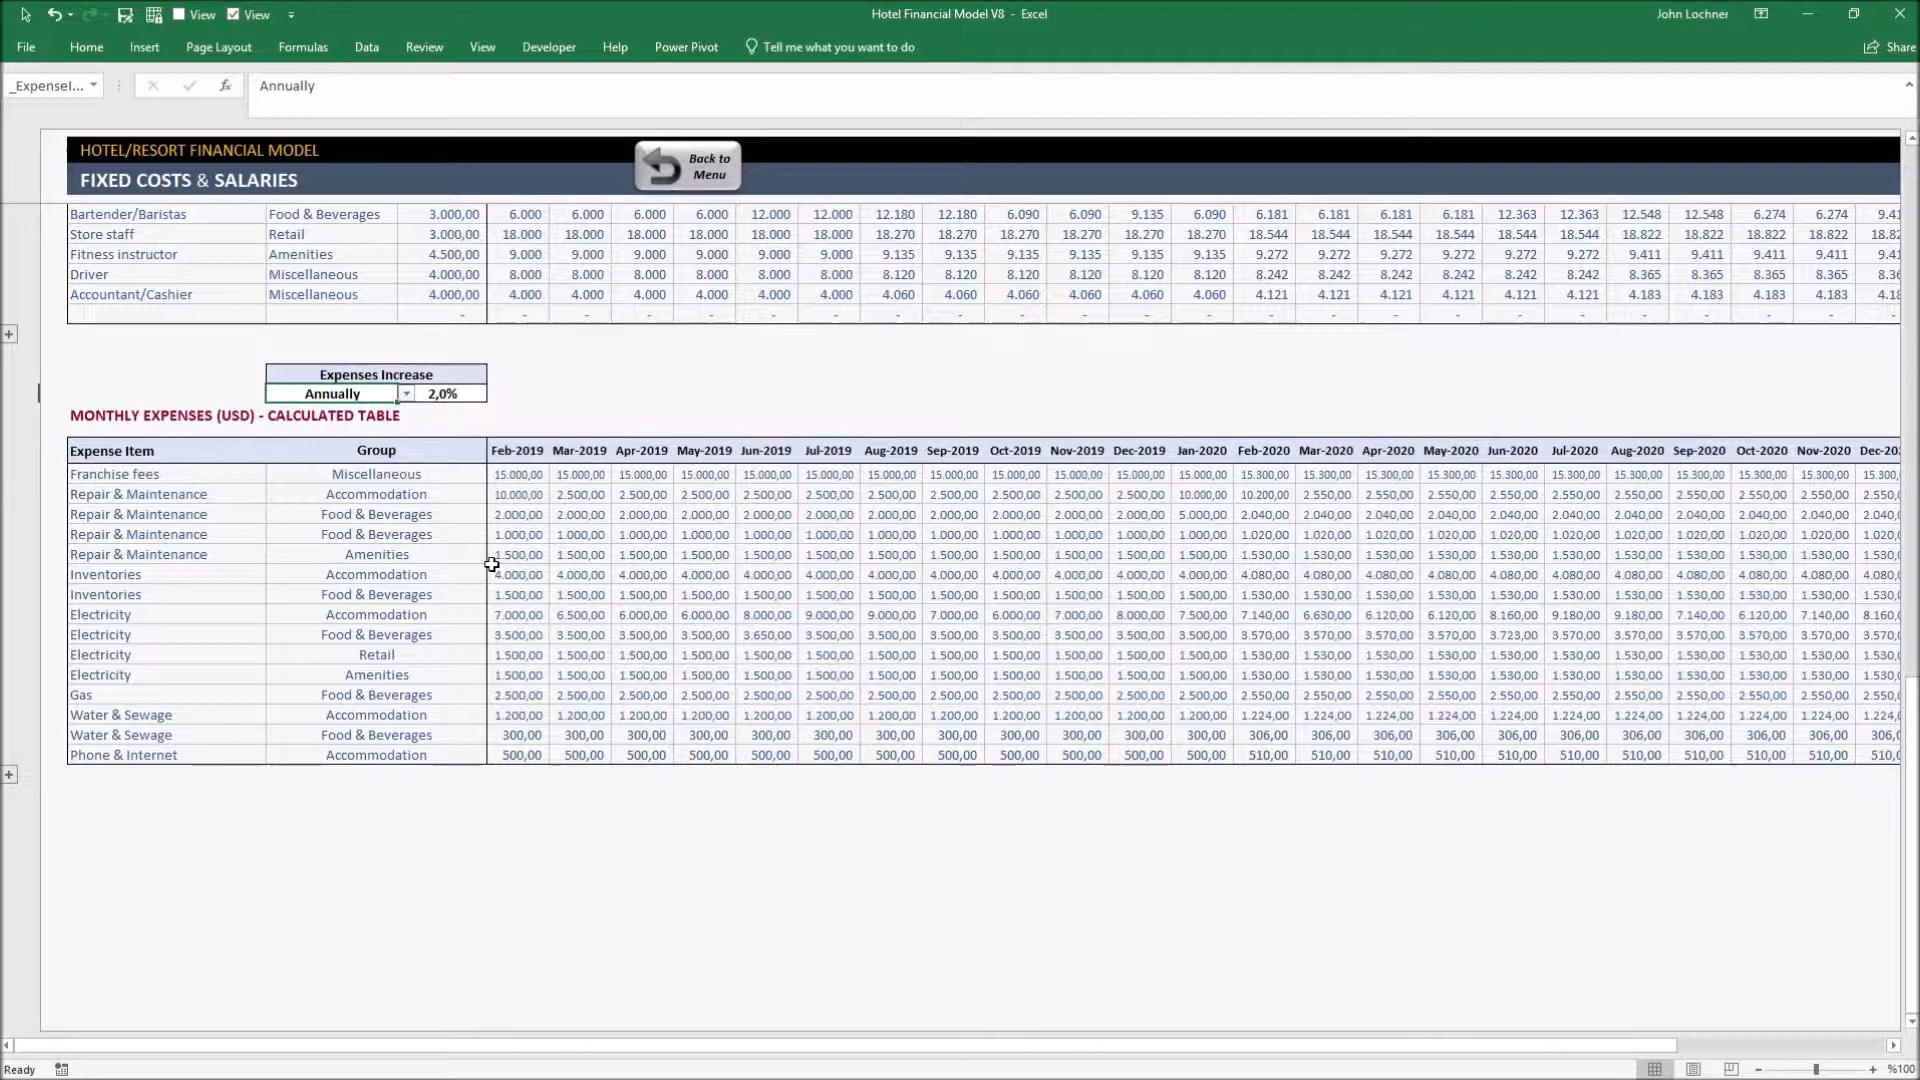 View View Hotel Financial Model V8 - Excel John Lochner
File Home Insert Page Layout Formulas Data Review View Developer Help Power Pivot Tell me what you want to do Share
_Expensel... fx Annually
HOTEL/RESORT FINANCIAL MODEL
Back to
Menu
FIXED COSTS & SALARIES
Bartender/Baristas Food & Beverages 3.000,00 6.000 6.000 6.000 6.000 12.000 12.000 12.180 12.180 6.090 6.090 9.135 6.090 6.181 6.181 6.181 6.181 12.363 12.363 12.548 12.548 6.274 6.274 9.41
Store staff Retail 3.000,00 18.000 18.000 18.000 18.000 18.000 18.000 18.270 18.270 18.270 18.270 18.270 18.270 18.544 18.544 18.544 18.544 18.544 18.544 18.822 18.822 18.822 18.822 18.82
Fitness instructor Amenities 4.500,00 9.000 9.000 9.000 9.000 9.000 9.000 9.135 9.135 9.135 9.135 9.135 9.135 9.272 9.272 9.272 9.272 9.272 9.272 9.411 9.411 9.411 9.411 9.41
Driver Miscellaneous 4.000,00 8.000 8.000 8.000 8.000 8.000 8.000 8.120 8.120 8.120 8.120 8.120 8.120 8.242 8.242 8.242 8.242 8.242 8.242 8.365 8.365 8.365 8.365 8.36
Accountant/Cashier Miscellaneous 4.000,00 4.000 4.000 4.000 4.000 4.000 4.000 4.060 4.060 4.060 4.060 4.060 4.060 4.121 4.121 4.121 4.121 4.121 4.121 4.183 4.183 4.183 4.183 4.18
- - - - - - - - - - - - - - - - - - - - - - - -
Expenses Increase
Annually 2,0%
MONTHLY EXPENSES (USD) - CALCULATED TABLE
Expense Item Group Feb-2019 Mar-2019 Apr-2019 May-2019 Jun-2019 Jul-2019 Aug-2019 Sep-2019 Oct-2019 Nov-2019 Dec-2019 Jan-2020 Feb-2020 Mar-2020 Apr-2020 May-2020 Jun-2020 Jul-2020 Aug-2020 Sep-2020 Oct-2020 Nov-2020 Dec-20
Franchise fees Miscellaneous 15.000,00 15.000,00 15.000,00 15.000,00 15.000,00 15.000,00 15.000,00 15.000,00 15.000,00 15.000,00 15.000,00 15.000,00 15.300,00 15.300,00 15.300,00 15.300,00 15.300,00 15.300,00 15.300,00 15.300,00 15.300,00 15.300,00 15.300,
Repair & Maintenance Accommodation 10.000,00 2.500,00 2.500,00 2.500,00 2.500,00 2.500,00 2.500,00 2.500,00 2.500,00 2.500,00 2.500,00 10.000,00 10.200,00 2.550,00 2.550,00 2.550,00 2.550,00 2.550,00 2.550,00 2.550,00 2.550,00 2.550,00 2.550,
Repair & Maintenance Food & Beverages 2.000,00 2.000,00 2.000,00 2.000,00 2.000,00 2.000,00 2.000,00 2.000,00 2.000,00 2.000,00 2.000,00 5.000,00 2.040,00 2.040,00 2.040,00 2.040,00 2.040,00 2.040,00 2.040,00 2.040,00 2.040,00 2.040,00 2.040,
Repair & Maintenance Food & Beverages 1.000,00 1.000,00 1.000,00 1.000,00 1.000,00 1.000,00 1.000,00 1.000,00 1.000,00 1.000,00 1.000,00 1.000,00 1.020,00 1.020,00 1.020,00 1.020,00 1.020,00 1.020,00 1.020,00 1.020,00 1.020,00 1.020,00 1.020,
Repair & Maintenance Amenities 1.500,00 1.500,00 1.500,00 1.500,00 1.500,00 1.500,00 1.500,00 1.500,00 1.500,00 1.500,00 1.500,00 1.500,00 1.530,00 1.530,00 1.530,00 1.530,00 1.530,00 1.530,00 1.530,00 1.530,00 1.530,00 1.530,00 1.530,
Inventories Accommodation 4.000,00 4.000,00 4.000,00 4.000,00 4.000,00 4.000,00 4.000,00 4.000,00 4.000,00 4.000,00 4.000,00 4.000,00 4.080,00 4.080,00 4.080,00 4.080,00 4.080,00 4.080,00 4.080,00 4.080,00 4.080,00 4.080,00 4.080,
Inventories Food & Beverages 1.500,00 1.500,00 1.500,00 1.500,00 1.500,00 1.500,00 1.500,00 1.500,00 1.500,00 1.500,00 1.500,00 1.500,00 1.530,00 1.530,00 1.530,00 1.530,00 1.530,00 1.530,00 1.530,00 1.530,00 1.530,00 1.530,00 1.530,
Electricity Accommodation 7.000,00 6.500,00 6.000,00 6.000,00 8.000,00 9.000,00 9.000,00 7.000,00 6.000,00 7.000,00 8.000,00 7.500,00 7.140,00 6.630,00 6.120,00 6.120,00 8.160,00 9.180,00 9.180,00 7.140,00 6.120,00 7.140,00 8.160,
Electricity Food & Beverages 3.500,00 3.500,00 3.500,00 3.500,00 3.650,00 3.500,00 3.500,00 3.500,00 3.500,00 3.500,00 3.500,00 3.500,00 3.570,00 3.570,00 3.570,00 3.570,00 3.723,00 3.570,00 3.570,00 3.570,00 3.570,00 3.570,00 3.570,
Electricity Retail 1.500,00 1.500,00 1.500,00 1.500,00 1.500,00 1.500,00 1.500,00 1.500,00 1.500,00 1.500,00 1.500,00 1.500,00 1.530,00 1.530,00 1.530,00 1.530,00 1.530,00 1.530,00 1.530,00 1.530,00 1.530,00 1.530,00 1.530,
Electricity Amenities 1.500,00 1.500,00 1.500,00 1.500,00 1.500,00 1.500,00 1.500,00 1.500,00 1.500,00 1.500,00 1.500,00 1.500,00 1.530,00 1.530,00 1.530,00 1.530,00 1.530,00 1.530,00 1.530,00 1.530,00 1.530,00 1.530,00 1.530,
Gas Food & Beverages 2.500,00 2.500,00 2.500,00 2.500,00 2.500,00 2.500,00 2.500,00 2.500,00 2.500,00 2.500,00 2.500,00 2.500,00 2.550,00 2.550,00 2.550,00 2.550,00 2.550,00 2.550,00 2.550,00 2.550,00 2.550,00 2.550,00 2.550,
Water & Sewage Accommodation 1.200,00 1.200,00 1.200,00 1.200,00 1.200,00 1.200,00 1.200,00 1.200,00 1.200,00 1.200,00 1.200,00 1.200,00 1.224,00 1.224,00 1.224,00 1.224,00 1.224,00 1.224,00 1.224,00 1.224,00 1.224,00 1.224,00 1.224,
Water & Sewage Food & Beverages 300,00 300,00 300,00 300,00 300,00 300,00 300,00 300,00 300,00 300,00 300,00 300,00 306,00 306,00 306,00 306,00 306,00 306,00 306,00 306,00 306,00 306,00 306,
Phone & Internet Accommodation 500,00 500,00 500,00 500,00 500,00 500,00 500,00 500,00 500,00 500,00 500,00 500,00 510,00 510,00 510,00 510,00 510,00 510,00 510,00 510,00 510,00 510,00 510,
Ready %100